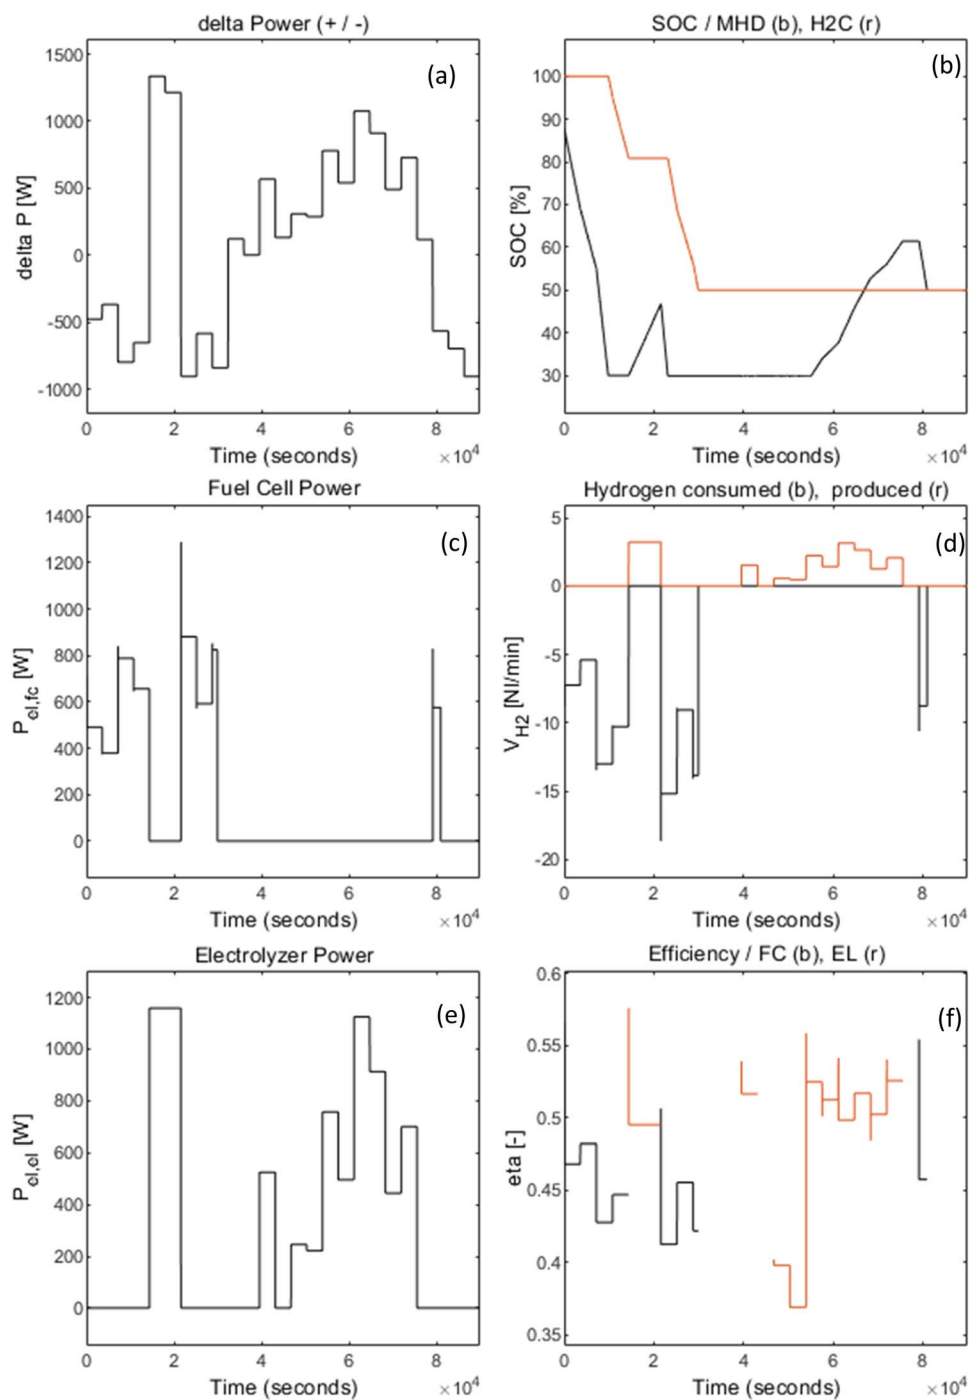 delta Power (+ / -)
(a)
1500
1000
500
0
-500
-1000
delta P [W]
0 2 4 6 8
Time (seconds)
×10⁴
SOC / MHD (b), H2C (r)
(b)
100
90
80
70
60
50
40
30
SOC [%]
0 2 4 6 8
Time (seconds)
×10⁴
Fuel Cell Power
(c)
1400
1200
1000
800
600
400
200
0
P_el,fc [W]
0 2 4 6 8
Time (seconds)
×10⁴
Hydrogen consumed (b), produced (r)
(d)
5
0
-5
-10
-15
-20
V_H2 [Nl/min]
0 2 4 6 8
Time (seconds)
×10⁴
Electrolyzer Power
(e)
1200
1000
800
600
400
200
0
P_el,el [W]
0 2 4 6 8
Time (seconds)
×10⁴
Efficiency / FC (b), EL (r)
(f)
0.6
0.55
0.5
0.45
0.4
0.35
eta [-]
0 2 4 6 8
Time (seconds)
×10⁴